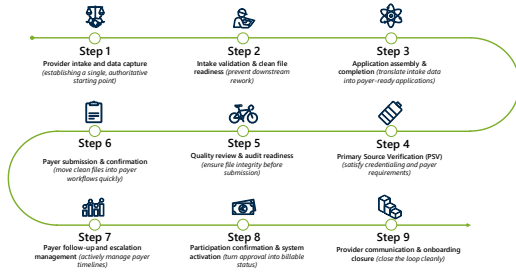 Step 1
Provider intake and data capture
(establishing a single, authoritative
starting point)
Step 2
Intake validation & clean file
readiness (prevent downstream
rework)
Step 3
Application assembly &
completion (translate intake data
into payer-ready applications)
Step 6
Payer submission & confirmation
(move clean files into payer
workflows quickly)
Step 5
Quality review & audit readiness
(ensure file integrity before
submission)
Step 4
Primary Source Verification (PSV)
(satisfy credentialing and payer
requirements)
Step 7
Payer follow-up and escalation
management (actively manage payer
timelines)
Step 8
Participation confirmation & system
activation (turn approval into billable
status)
Step 9
Provider communication & onboarding
closure (close the loop cleanly)